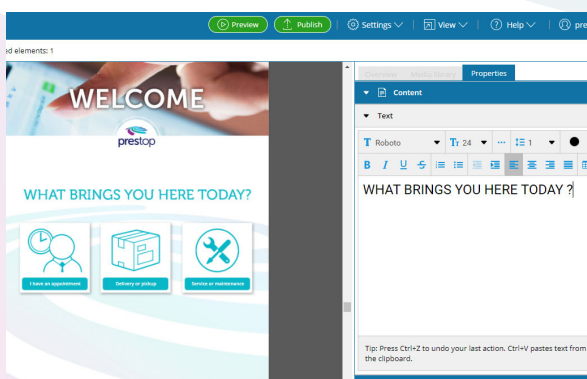 Preview
Publish
Settings
View
Help
pre
ed elements: 1
Overview
Media library
Properties
Content
Text
T Roboto
Tт 24
1
B I U S
WELCOME
prestop
WHAT BRINGS YOU HERE TODAY?
I have an appointment
Delivery or pickup
Service or maintenance
WHAT BRINGS YOU HERE TODAY ?
Tip: Press Ctrl+Z to undo your last action. Ctrl+V pastes text from
the clipboard.